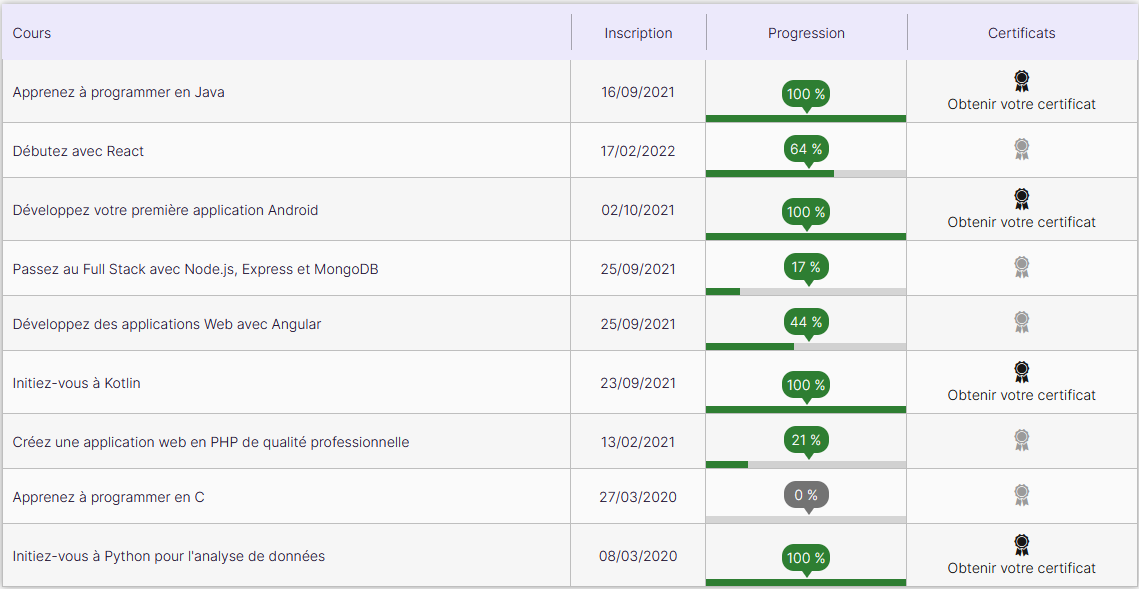 Cours Inscription Progression Certificats
Apprenez à programmer en Java 16/09/2021 100 % Obtenir votre certificat
Débutez avec React 17/02/2022 64 %
Développez votre première application Android 02/10/2021 100 % Obtenir votre certificat
Passez au Full Stack avec Node.js, Express et MongoDB 25/09/2021 17 %
Développez des applications Web avec Angular 25/09/2021 44 %
Initiez-vous à Kotlin 23/09/2021 100 % Obtenir votre certificat
Créez une application web en PHP de qualité professionnelle 13/02/2021 21 %
Apprenez à programmer en C 27/03/2020 0 %
Initiez-vous à Python pour l'analyse de données 08/03/2020 100 % Obtenir votre certificat